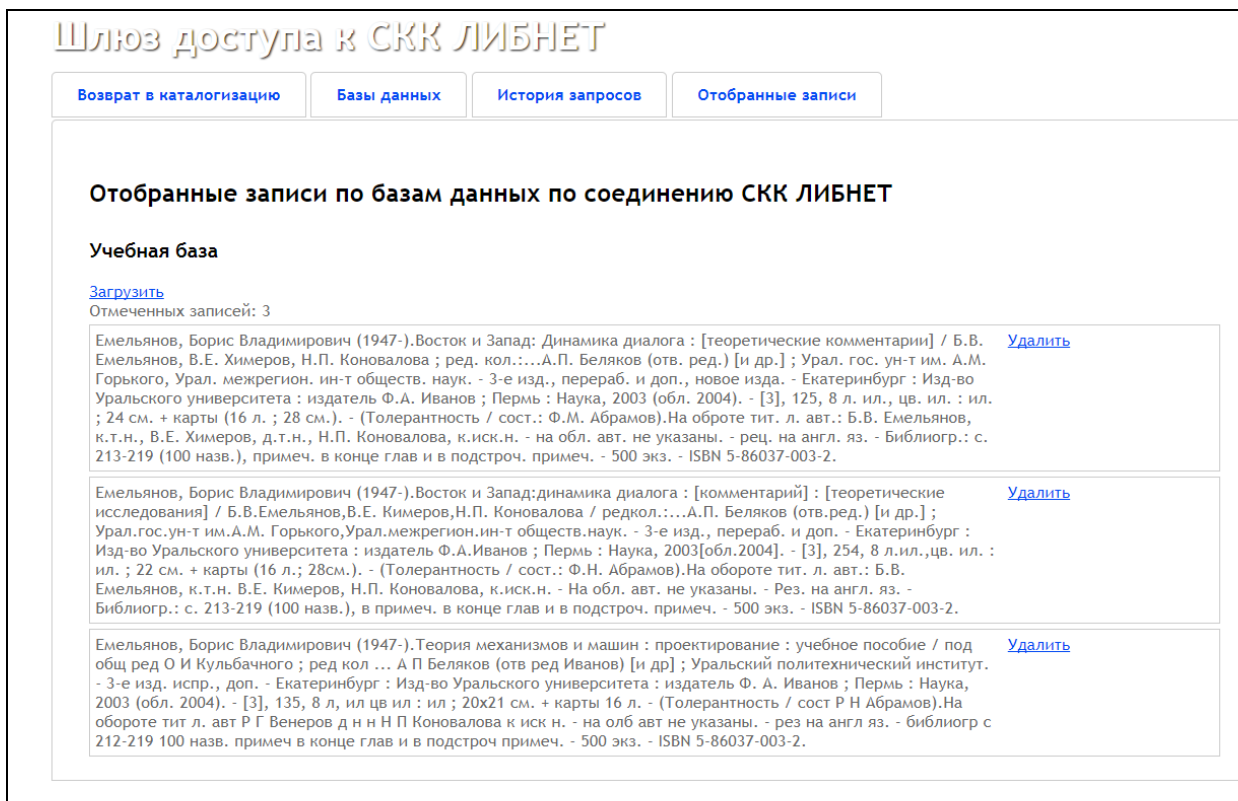 Шлюз доступа к СКК ЛИБНЕТ
Возврат в каталогизацию Базы данных История запросов Отобранные записи
Отобранные записи по базам данных по соединению СКК ЛИБНЕТ
Учебная база
Загрузить
Отмеченных записей: 3
Емельянов, Борис Владимирович (1947-).Восток и Запад: Динамика диалога : [теоретические комментарии] / Б.В. Удалить
Емельянов, В.Е. Химеров, Н.П. Коновалова ; ред. кол.:...А.П. Беляков (отв. ред.) [и др.] ; Урал. гос. ун-т им. А.М.
Горького, Урал. межрегион. ин-т обществ. наук. - 3-е изд., перераб. и доп., новое изда. - Екатеринбург : Изд-во
Уральского университета : издатель Ф.А. Иванов ; Пермь : Наука, 2003 (обл. 2004). - [3], 125, 8 л. ил., цв. ил. : ил.
; 24 см. + карты (16 л. ; 28 см.). - (Толерантность / сост.: Ф.М. Абрамов).На обороте тит. л. авт.: Б.В. Емельянов,
к.т.н., В.Е. Химеров, д.т.н., Н.П. Коновалова, к.иск.н. - на обл. авт. не указаны. - рец. на англ. яз. - Библиогр.: с.
213-219 (100 назв.), примеч. в конце глав и в подстроч. примеч. - 500 экз. - ISBN 5-86037-003-2.
Емельянов, Борис Владимирович (1947-).Восток и Запад:динамика диалога : [комментарий] : [теоретические Удалить
исследования] / Б.В.Емельянов,В.Е. Кимеров,Н.П. Коновалова / редкол.:...А.П. Беляков (отв.ред.) [и др.] ;
Урал.гос.ун-т им.А.М. Горького,Урал.межрегион.ин-т обществ.наук. - 3-е изд., перераб. и доп. - Екатеринбург :
Изд-во Уральского университета : издатель Ф.А.Иванов ; Пермь : Наука, 2003[обл.2004]. - [3], 254, 8 л.ил.,цв. ил. :
ил. ; 22 см. + карты (16 л.; 28см.). - (Толерантность / сост.: Ф.Н. Абрамов).На обороте тит. л. авт.: Б.В.
Емельянов, к.т.н. В.Е. Кимеров, Н.П. Коновалова, к.иск.н. - На обл. авт. не указаны. - Рез. на англ. яз. -
Библиогр.: с. 213-219 (100 назв.), в примеч. в конце глав и в подстроч. примеч. - 500 экз. - ISBN 5-86037-003-2.
Емельянов, Борис Владимирович (1947-).Теория механизмов и машин : проектирование : учебное пособие / под Удалить
общ ред О И Кульбачного ; ред кол ... А П Беляков (отв ред Иванов) [и др] ; Уральский политехнический институт.
- 3-е изд. испр., доп. - Екатеринбург : Изд-во Уральского университета : издатель Ф. А. Иванов ; Пермь : Наука,
2003 (обл. 2004). - [3], 135, 8 л, ил цв ил : ил ; 20х21 см. + карты 16 л. - (Толерантность / сост Р Н Абрамов).На
обороте тит л. авт Р Г Венеров д н н Н П Коновалова к иск н. - на олб авт не указаны. - рез на англ яз. - библиогр с
212-219 100 назв. примеч в конце глав и в подстроч примеч. - 500 экз. - ISBN 5-86037-003-2.